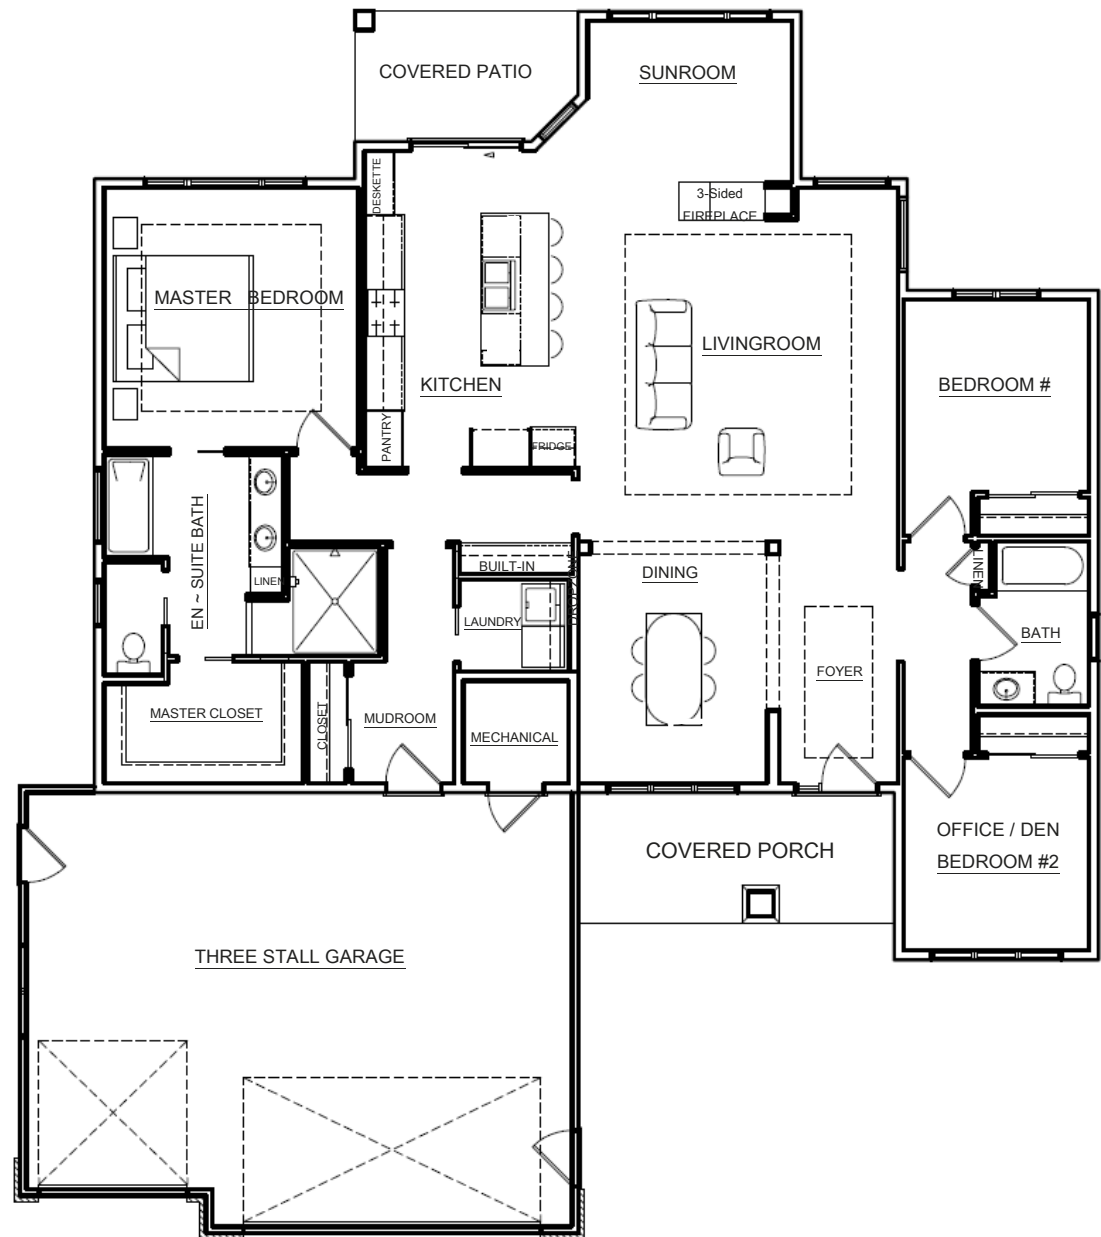 COVERED PATIO
SUNROOM
DESKETTE
3-Sided
FIREPLACE
MASTER BEDROOM
LIVINGROOM
KITCHEN
BEDROOM #
PANTRY
FRIDGE
EN ~ SUITE BATH
LINEN
BUILT-IN
DINING
LINEN
LAUNDRY
BATH
FOYER
MASTER CLOSET
CLOSET
MUDROOM
MECHANICAL
OFFICE / DEN
BEDROOM #2
COVERED PORCH
THREE STALL GARAGE